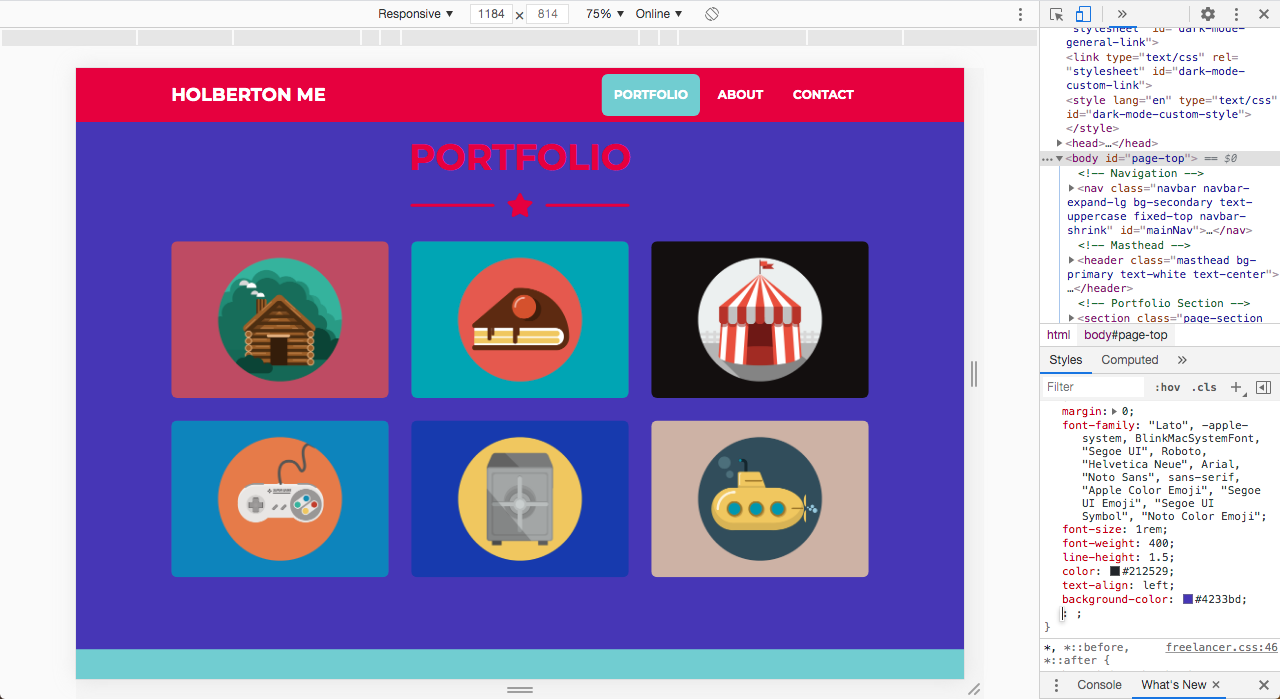 Responsive ▼ 1184 × 814 75% ▼ Online ▼
HOLBERTON ME
PORTFOLIO ABOUT CONTACT
PORTFOLIO
"stylesheet" id="dark-mode-
general-link">
<link type="text/css" rel=
"stylesheet" id="dark-mode-
custom-link">
<style lang="en" type="text/css"
id="dark-mode-custom-style">
</style>
▶<head>…</head>
…▼<body id="page-top"> == $0
<!-- Navigation -->
▶<nav class="navbar navbar-
expand-lg bg-secondary text-
uppercase fixed-top navbar-
shrink" id="mainNav">…</nav>
<!-- Masthead -->
▶<header class="masthead bg-
primary text-white text-center">
…</header>
<!-- Portfolio Section -->
▶<section class="page-section
html body#page-top
Styles Computed »
Filter :hov .cls +
margin:▶ 0;
font-family: "Lato", -apple-
system, BlinkMacSystemFont,
"Segoe UI", Roboto,
"Helvetica Neue", Arial,
"Noto Sans", sans-serif,
"Apple Color Emoji", "Segoe
UI Emoji", "Segoe UI
Symbol", "Noto Color Emoji";
font-size: 1rem;
font-weight: 400;
line-height: 1.5;
color: #212529;
text-align: left;
background-color: #4233bd;
: ;
}
*, *::before, freelancer.css:46
*::after {
Console What's New ×